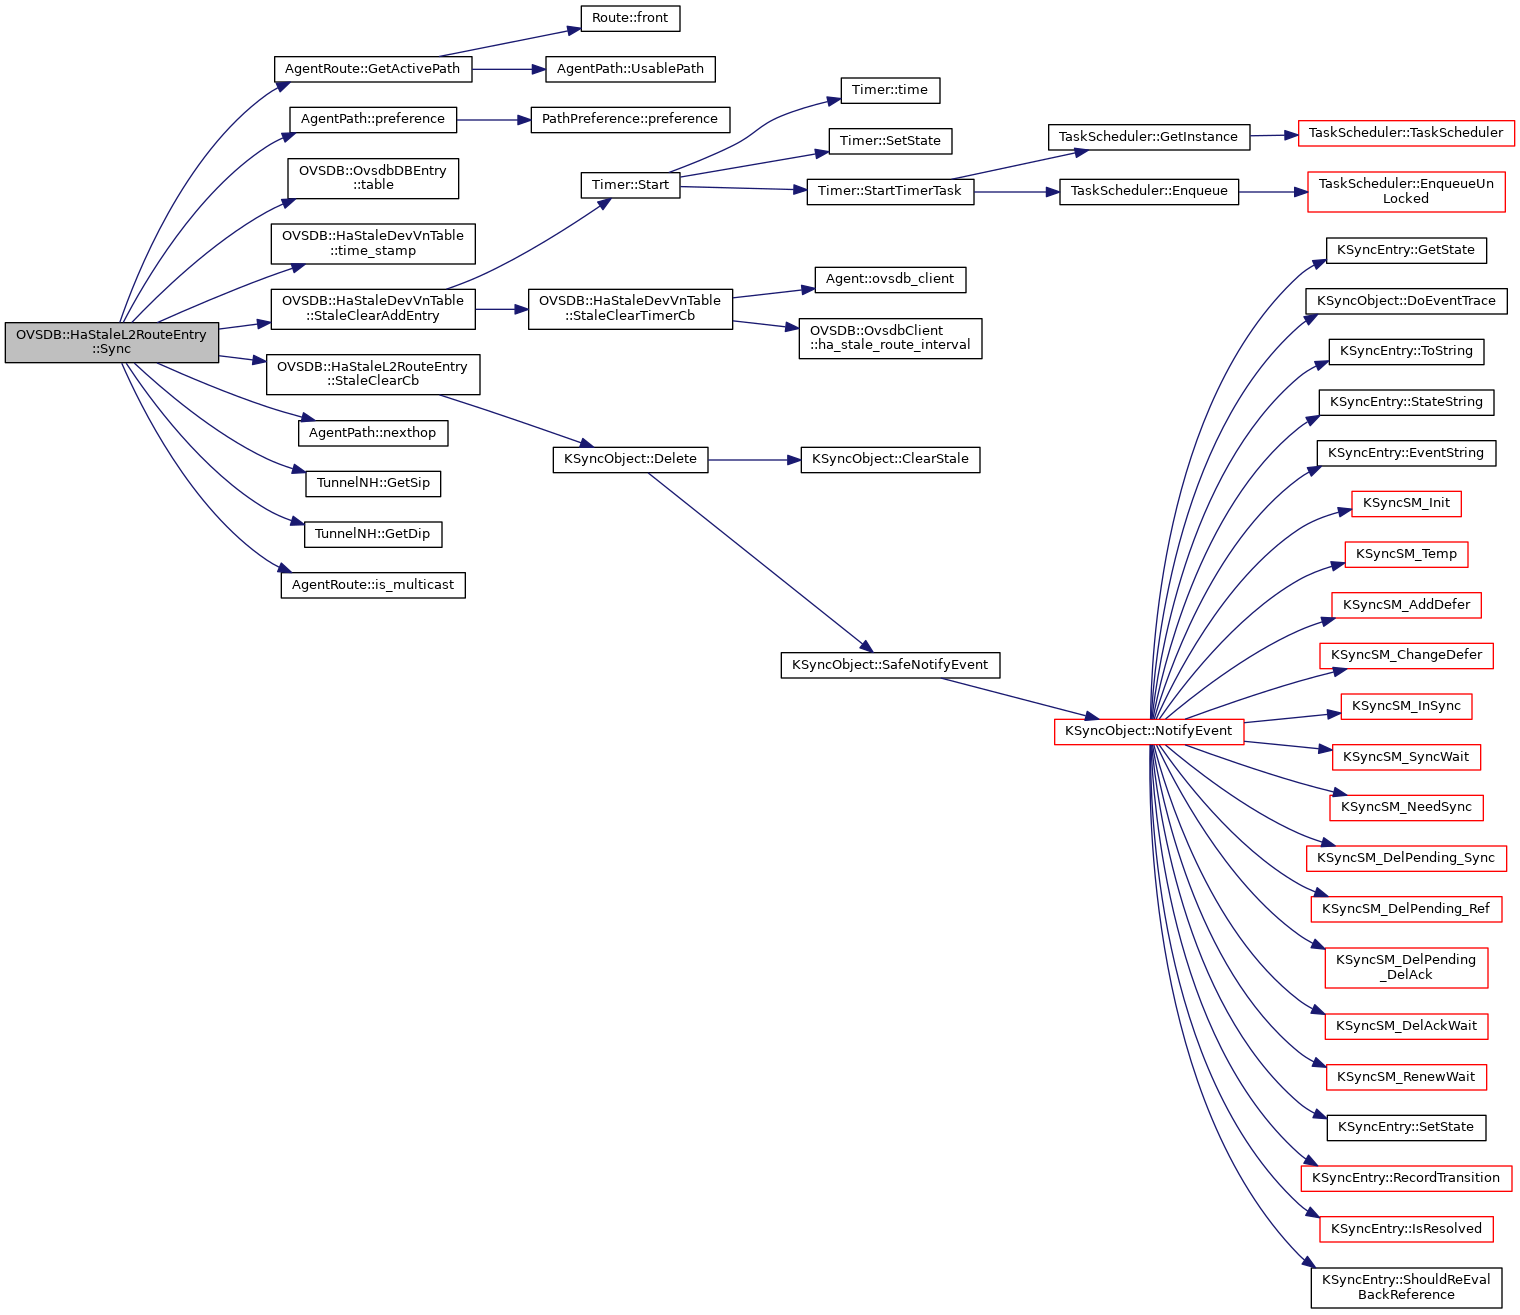 OVSDB::HaStaleL2RouteEntry
::Sync
AgentRoute::GetActivePath
Route::front
AgentPath::UsablePath
AgentPath::preference
PathPreference::preference
OVSDB::OvsdbDBEntry
::table
OVSDB::HaStaleDevVnTable
::time_stamp
OVSDB::HaStaleDevVnTable
::StaleClearAddEntry
Timer::Start
Timer::time
Timer::SetState
Timer::StartTimerTask
TaskScheduler::GetInstance
TaskScheduler::TaskScheduler
TaskScheduler::Enqueue
TaskScheduler::EnqueueUn
Locked
OVSDB::HaStaleDevVnTable
::StaleClearTimerCb
Agent::ovsdb_client
OVSDB::OvsdbClient
::ha_stale_route_interval
OVSDB::HaStaleL2RouteEntry
::StaleClearCb
KSyncObject::Delete
KSyncObject::ClearStale
KSyncObject::SafeNotifyEvent
KSyncObject::NotifyEvent
KSyncEntry::GetState
KSyncObject::DoEventTrace
KSyncEntry::ToString
KSyncEntry::StateString
KSyncEntry::EventString
KSyncSM_Init
KSyncSM_Temp
KSyncSM_AddDefer
KSyncSM_ChangeDefer
KSyncSM_InSync
KSyncSM_SyncWait
KSyncSM_NeedSync
KSyncSM_DelPending_Sync
KSyncSM_DelPending_Ref
KSyncSM_DelPending
_DelAck
KSyncSM_DelAckWait
KSyncSM_RenewWait
KSyncEntry::SetState
KSyncEntry::RecordTransition
KSyncEntry::IsResolved
KSyncEntry::ShouldReEval
BackReference
AgentPath::nexthop
TunnelNH::GetSip
TunnelNH::GetDip
AgentRoute::is_multicast